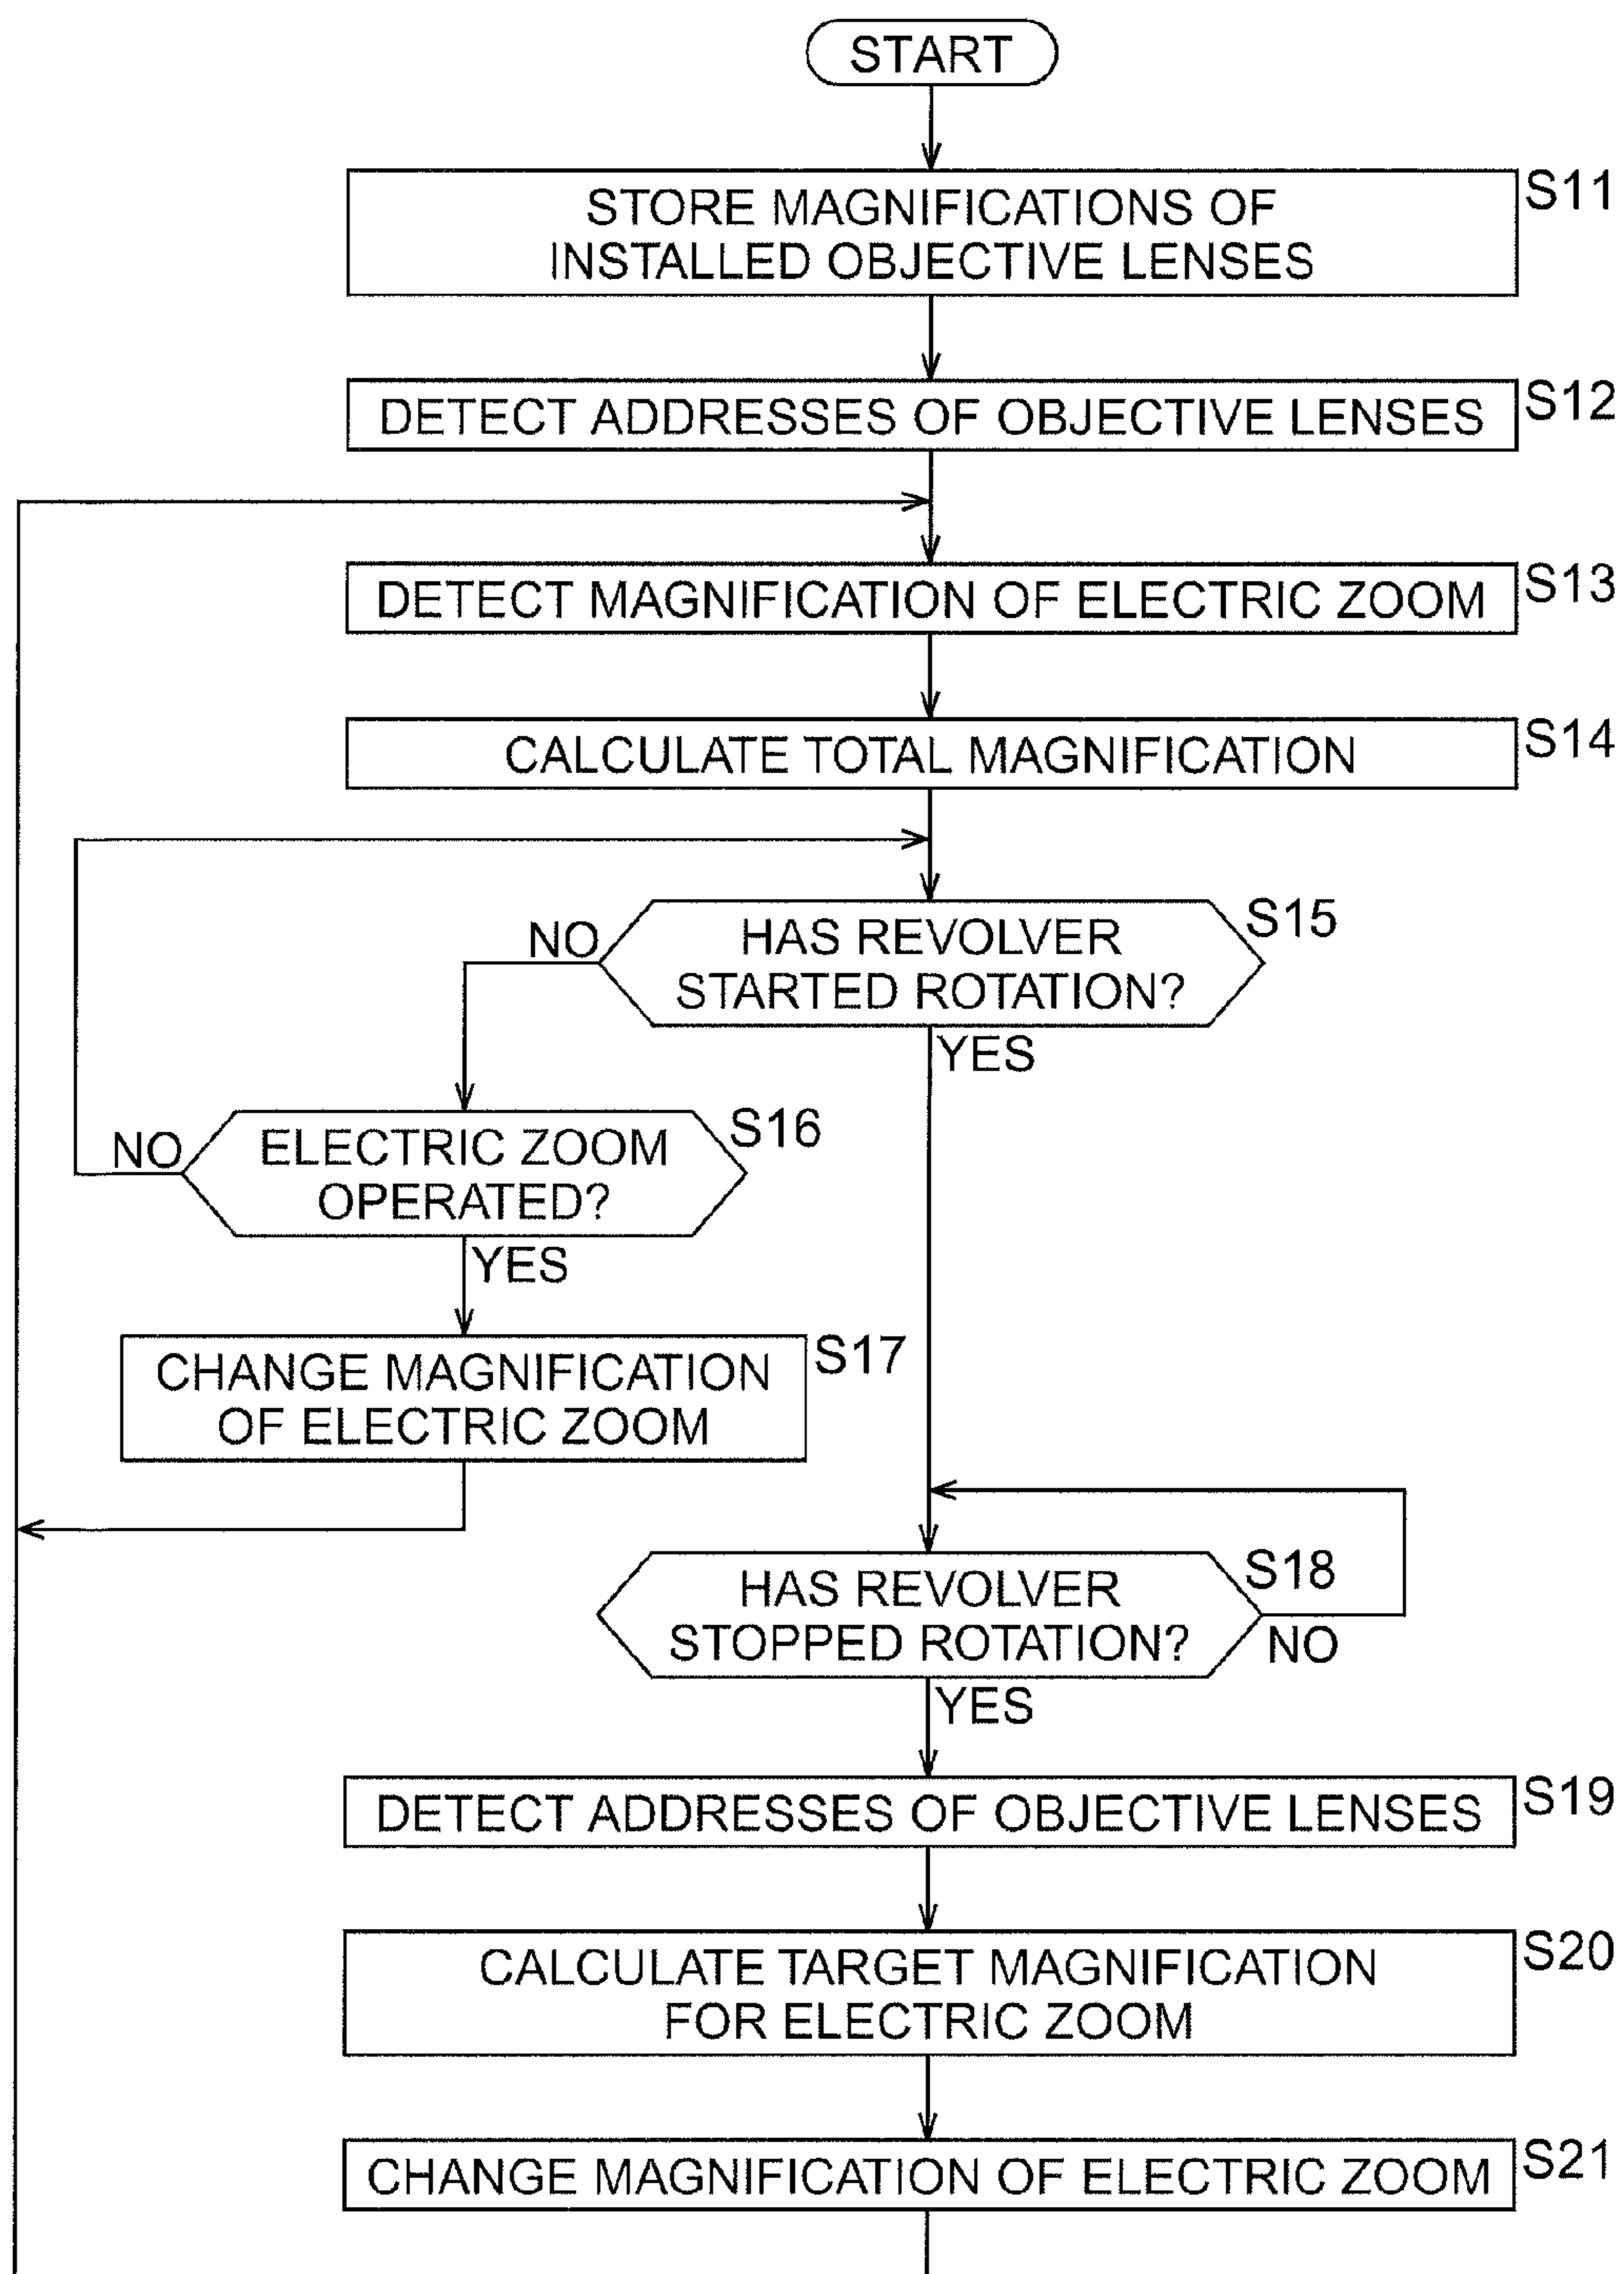 START
STORE MAGNIFICATIONS OF
INSTALLED OBJECTIVE LENSES
S11
DETECT ADDRESSES OF OBJECTIVE LENSES
S12
DETECT MAGNIFICATION OF ELECTRIC ZOOM
S13
CALCULATE TOTAL MAGNIFICATION
S14
HAS REVOLVER
STARTED ROTATION?
S15
NO
YES
ELECTRIC ZOOM
OPERATED?
S16
NO
YES
CHANGE MAGNIFICATION
OF ELECTRIC ZOOM
S17
HAS REVOLVER
STOPPED ROTATION?
S18
NO
YES
DETECT ADDRESSES OF OBJECTIVE LENSES
S19
CALCULATE TARGET MAGNIFICATION
FOR ELECTRIC ZOOM
S20
CHANGE MAGNIFICATION OF ELECTRIC ZOOM
S21